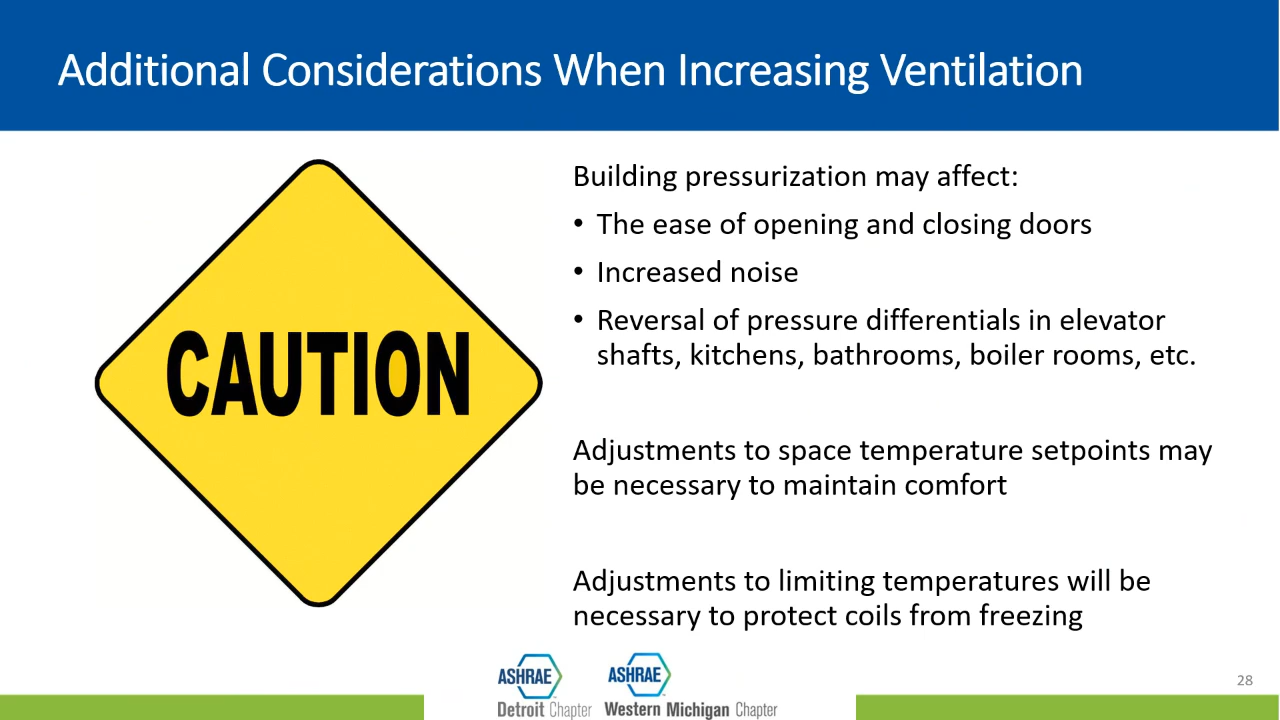 Additional Considerations When Increasing Ventilation
CAUTION
Building pressurization may affect:
• The ease of opening and closing doors
• Increased noise
• Reversal of pressure differentials in elevator
shafts, kitchens, bathrooms, boiler rooms, etc.
Adjustments to space temperature setpoints may
be necessary to maintain comfort
Adjustments to limiting temperatures will be
necessary to protect coils from freezing
ASHRAE
Detroit Chapter
ASHRAE
Western Michigan Chapter
28